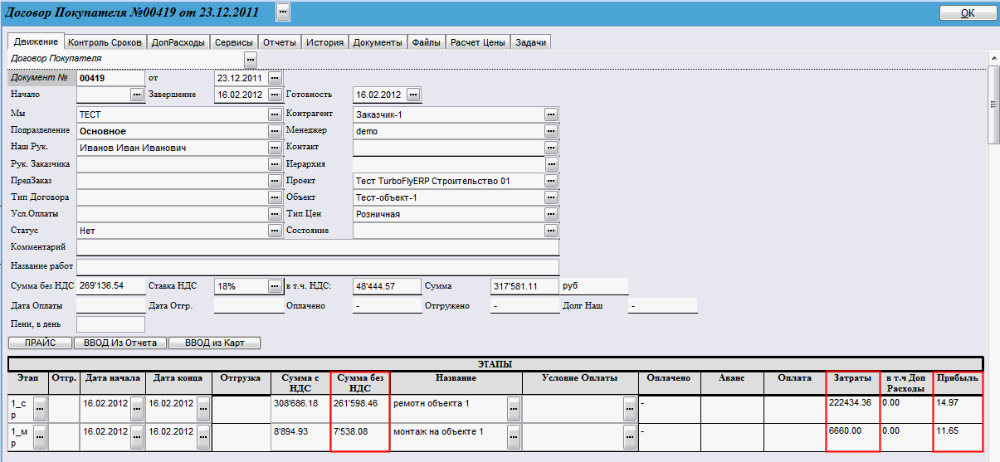 Договор Покупателя №00419 от 23.12.2011 ... OK
Движение Контроль Сроков ДопРасходы Сервисы Отчеты История Документы Файлы Расчет Цены Задачи
Договор Покупателя ...
Документ № 00419 от 23.12.2011 ...
Начало ... Завершение 16.02.2012 ... Готовность 16.02.2012 ...
Мы ТЕСТ ... Контрагент Заказчик-1 ...
Подразделение Основное ... Менеджер demo ...
Наш Рук. Иванов Иван Иванович ... Контакт ...
Рук. Заказчика ... Иерархия ...
ПредЗаказ ... Проект Тест TurboFlyERP Строительство 01 ...
Тип Договора ... Объект Тест-объект-1 ...
Усл.Оплаты ... Тип Цен Розничная ...
Статус Нет ... Состояние ...
Комментарий
Название работ
Сумма без НДС 269'136.54 Ставка НДС 18% ... в т.ч. НДС: 48'444.57 Сумма 317'581.11 руб
Дата Оплаты Дата Отгр. Оплачено - Отгружено - Долг Наш -
Пени, в день
ПРАЙС ВВОД Из Отчета ВВОД из Карт
ЭТАПЫ
Этап Отгр. Дата начала Дата конца Отгрузка Сумма с Сумма без Название Условие Оплаты Оплачено Аванс Оплата Затраты в т.ч Доп Прибыль
НДС НДС Расходы
1_с ... 16.02.2012 ... 16.02.2012 ... 308'686.18 261'598.46 ремотн объекта 1 ... ... - 222434.36 0.00 14.97
р
1_м ... 16.02.2012 ... 16.02.2012 ... 8'894.93 7'538.08 монтаж на объекте 1 ... ... - 6660.00 0.00 11.65
р